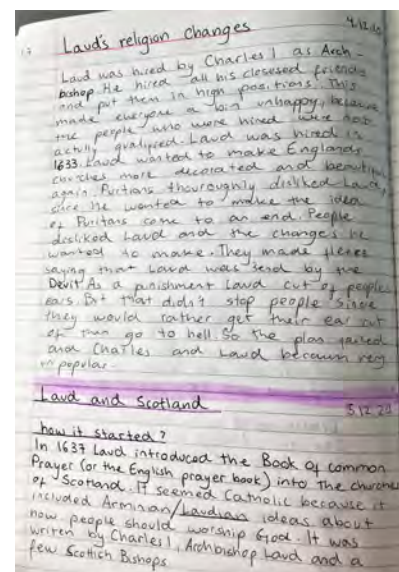 4.12.20
Laud's religion changes
Laud was hired by Charles I as Arch-
bishop. He hired all his closesed friends
and put them in high positions. This
made everyone a bit unhappy, because
the people who were hired were not
actully qualified. Laud was hired in
1633. Laud wanted to make Englands
churches more decorated and beautiful
again. Puritians thouroughly disliked Laud,
since he wanted to make the idea
of Puritans come to an end. People
disliked Laud and the changes he
wanted to make. They made
saying that Laud was send by the
Devil. As a punishment Laud cut of peoples
ears. But that didn't stop people since
they would rather get their ear cut
of than go to hell. So the plan failed
and Charles and Laud became very
unpopular.
Laud and Scotland
5.12.20
how it started?
In 1637 Laud introduced the Book of common
Prayer (or the English prayer book) into the churches
of Scotland. It seemed Catholic because it
included Arminian/Laudian ideas about
how people should worship God. It was
writen by Charles I, Archbishop Laud and a
few Scottich Bishops.